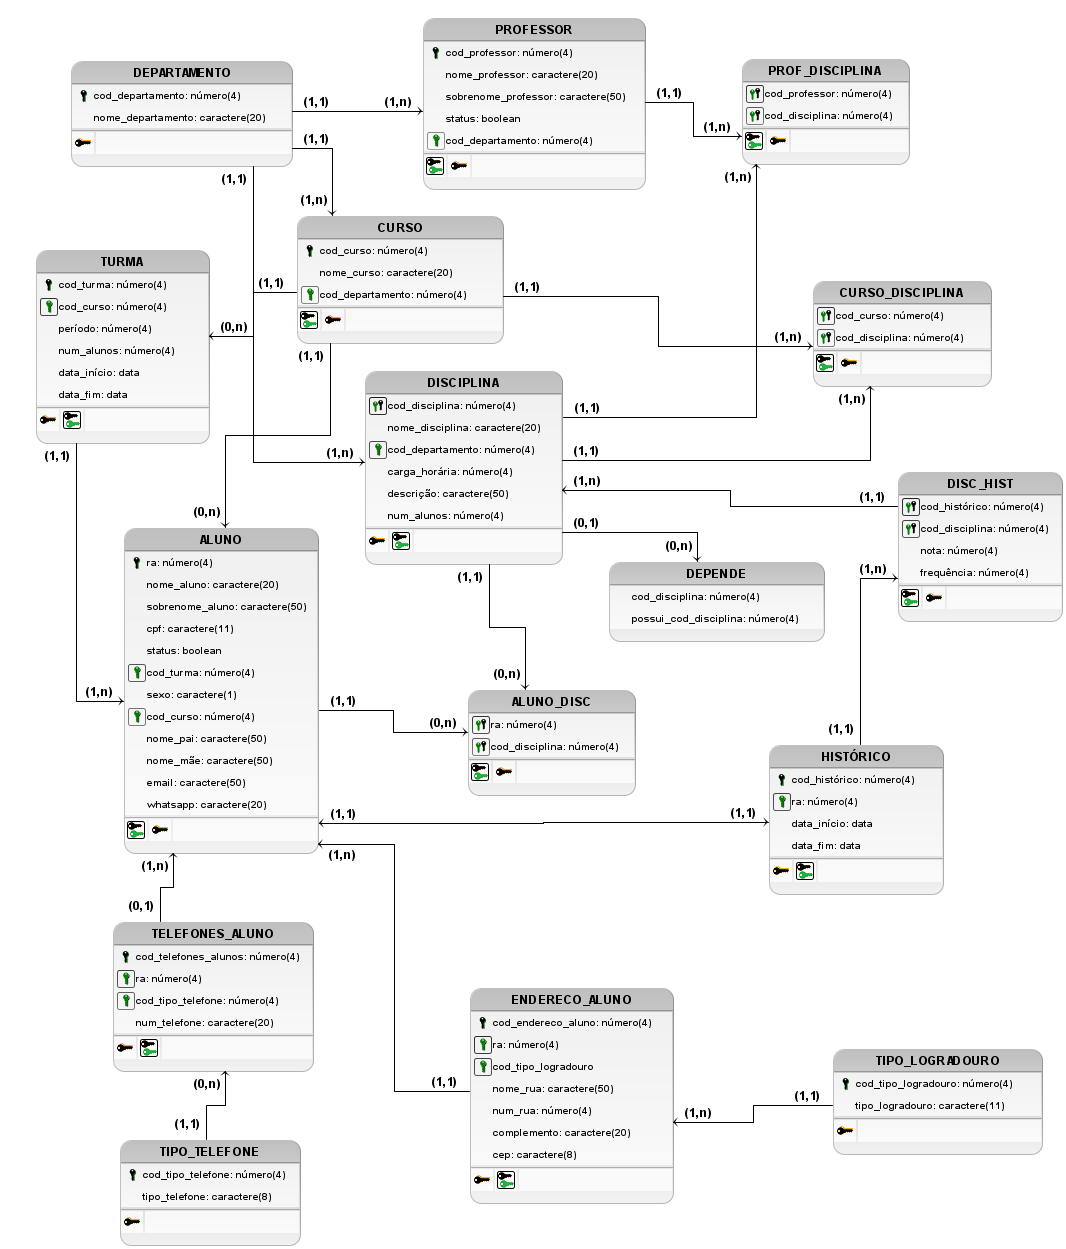 PROFESSOR
cod_professor: número(4)
nome_professor: caractere(20)
sobrenome_professor: caractere(50)
status: boolean
cod_departamento: número(4)
DEPARTAMENTO
cod_departamento: número(4)
nome_departamento: caractere(20)
PROF_DISCIPLINA
cod_professor: número(4)
cod_disciplina: número(4)
(1,1)
(1,n)
(1,1)
(1,n)
(1,1)
(1,n)
(1,1)
(1,n)
CURSO
cod_curso: número(4)
nome_curso: caractere(20)
cod_departamento: número(4)
TURMA
cod_turma: número(4)
cod_curso: número(4)
período: número(4)
num_alunos: número(4)
data_início: data
data_fim: data
(1,1)
(0,n)
(1,1)
(1,1)
(1,n)
CURSO_DISCIPLINA
cod_curso: número(4)
cod_disciplina: número(4)
DISCIPLINA
cod_disciplina: número(4)
nome_disciplina: caractere(20)
cod_departamento: número(4)
carga_horária: número(4)
descrição: caractere(50)
num_alunos: número(4)
(1,1)
(1,n)
(1,1)
(1,1)
(1,n)
(1,n)
(1,1)
(0,n)
(0,1)
(0,n)
(1,1)
DISC_HIST
cod_histórico: número(4)
cod_disciplina: número(4)
nota: número(4)
frequência: número(4)
(1,n)
DEPENDE
cod_disciplina: número(4)
possui_cod_disciplina: número(4)
ALUNO
ra: número(4)
nome_aluno: caractere(20)
sobrenome_aluno: caractere(50)
cpf: caractere(11)
status: boolean
cod_turma: número(4)
sexo: caractere(1)
cod_curso: número(4)
nome_pai: caractere(50)
nome_mãe: caractere(50)
email: caractere(50)
whatsapp: caractere(20)
(1,n)
(0,n)
(1,1)
(0,n)
ALUNO_DISC
ra: número(4)
cod_disciplina: número(4)
(1,1)
HISTÓRICO
cod_histórico: número(4)
ra: número(4)
data_início: data
data_fim: data
(1,1)
(1,1)
(1,n)
(1,n)
(0,1)
TELEFONES_ALUNO
cod_telefones_alunos: número(4)
ra: número(4)
cod_tipo_telefone: número(4)
num_telefone: caractere(20)
(0,n)
(1,1)
TIPO_TELEFONE
cod_tipo_telefone: número(4)
tipo_telefone: caractere(8)
(1,1)
ENDERECO_ALUNO
cod_endereco_aluno: número(4)
ra: número(4)
cod_tipo_logradouro
nome_rua: caractere(50)
num_rua: número(4)
complemento: caractere(20)
cep: caractere(8)
(1,n)
(1,1)
TIPO_LOGRADOURO
cod_tipo_logradouro: número(4)
tipo_logradouro: caractere(11)